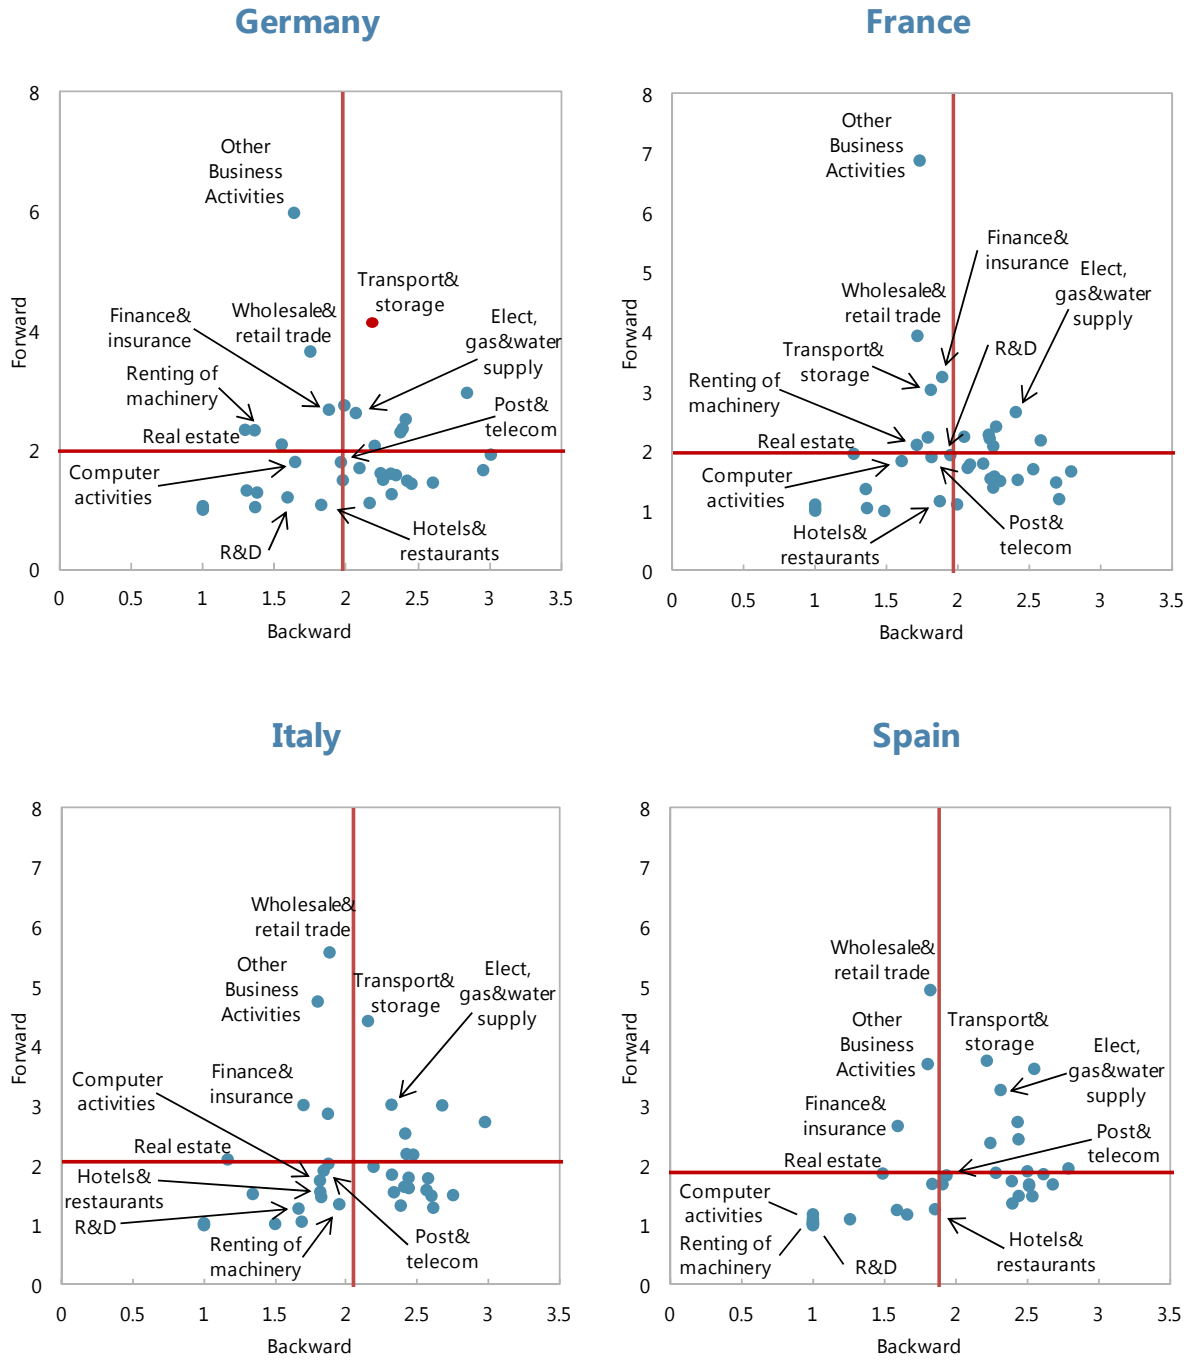 Germany
8
6
4
2
0
Forward
Other
Business
Activities
Transport&
storage
Finance&
insurance
Wholesale&
retail trade
Elect,
gas&water
supply
Renting of
machinery
Post&
telecom
Real estate
Computer
activities
R&D
Hotels&
restaurants
0 0.5 1 1.5 2 2.5 3 3.5
Backward
France
8
7
6
5
4
3
2
1
0
Forward
Other
Business
Activities
Finance&
insurance
Elect,
gas&water
supply
Wholesale&
retail trade
Transport&
storage
R&D
Renting of
machinery
Real estate
Computer
activities
Hotels&
restaurants
Post&
telecom
0 0.5 1 1.5 2 2.5 3 3.5
Backward
Italy
8
7
6
5
4
3
2
1
0
Forward
Wholesale&
retail trade
Other
Business
Activities
Transport&
storage
Elect,
gas&water
supply
Finance&
insurance
Computer
activities
Real estate
Hotels&
restaurants
R&D
Renting of
machinery
Post&
telecom
0 0.5 1 1.5 2 2.5 3 3.5
Backward
Spain
8
7
6
5
4
3
2
1
0
Forward
Wholesale&
retail trade
Other
Business
Activities
Transport&
storage
Elect,
gas&water
supply
Finance&
insurance
Post&
telecom
Real estate
Computer
activities
Renting of
machinery
R&D
Hotels&
restaurants
0 0.5 1 1.5 2 2.5 3 3.5
Backward